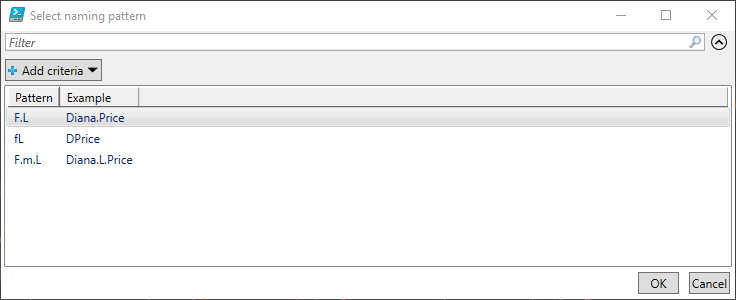 Select naming pattern
Filter
Add criteria
Pattern Example
F.L Diana.Price
fL DPrice
F.m.L Diana.L.Price
OK Cancel